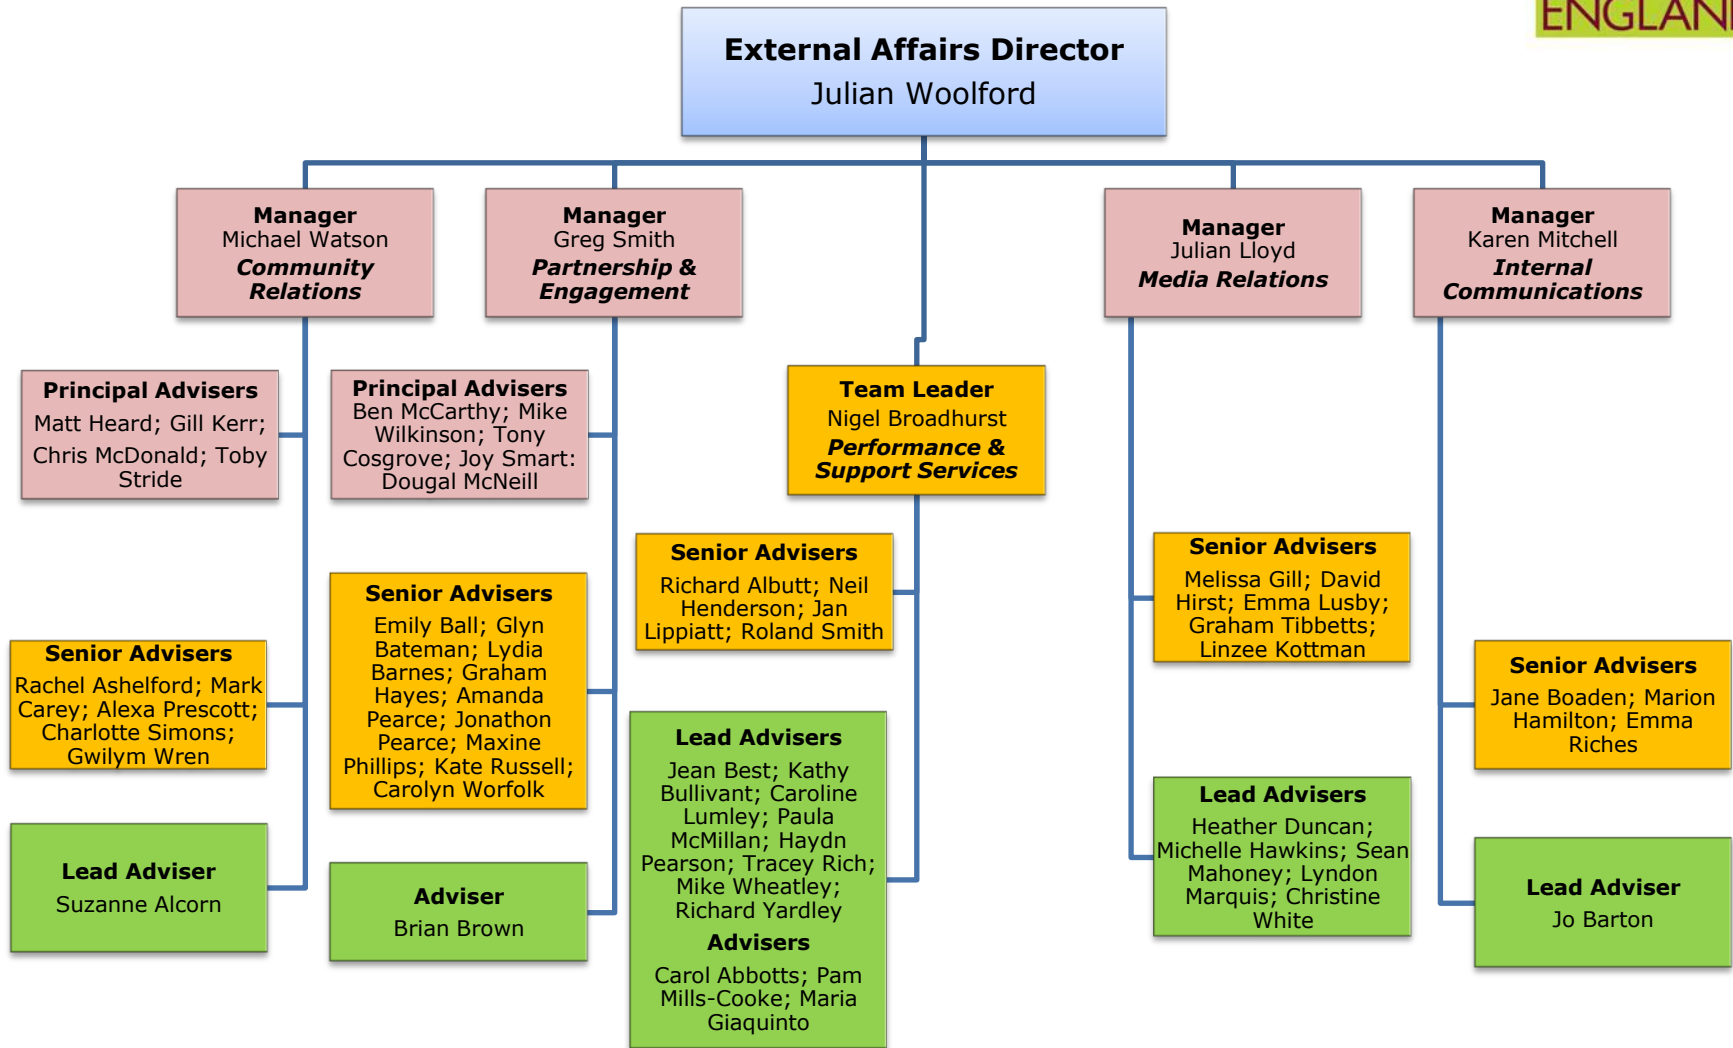 ENGLAN
External Affairs Director
Julian Woolford
Manager
Michael Watson
Community
Relations
Manager
Greg Smith
Partnership &
Engagement
Manager
Julian Lloyd
Media Relations
Manager
Karen Mitchell
Internal
Communications
Principal Advisers
Matt Heard; Gill Kerr;
Chris McDonald; Toby
Stride
Principal Advisers
Ben McCarthy; Mike
Wilkinson; Tony
Cosgrove; Joy Smart:
Dougal McNeill
Team Leader
Nigel Broadhurst
Performance &
Support Services
Senior Advisers
Rachel Ashelford; Mark
Carey; Alexa Prescott;
Charlotte Simons;
Gwilym Wren
Senior Advisers
Emily Ball; Glyn
Bateman; Lydia
Barnes; Graham
Hayes; Amanda
Pearce; Jonathon
Pearce; Maxine
Phillips; Kate Russell;
Carolyn Worfolk
Senior Advisers
Richard Albutt; Neil
Henderson; Jan
Lippiatt; Roland Smith
Senior Advisers
Melissa Gill; David
Hirst; Emma Lusby;
Graham Tibbetts;
Linzee Kottman
Senior Advisers
Jane Boaden; Marion
Hamilton; Emma
Riches
Lead Adviser
Suzanne Alcorn
Adviser
Brian Brown
Lead Advisers
Jean Best; Kathy
Bullivant; Caroline
Lumley; Paula
McMillan; Haydn
Pearson; Tracey Rich;
Mike Wheatley;
Richard Yardley
Advisers
Carol Abbotts; Pam
Mills-Cooke; Maria
Giaquinto
Lead Advisers
Heather Duncan;
Michelle Hawkins; Sean
Mahoney; Lyndon
Marquis; Christine
White
Lead Adviser
Jo Barton